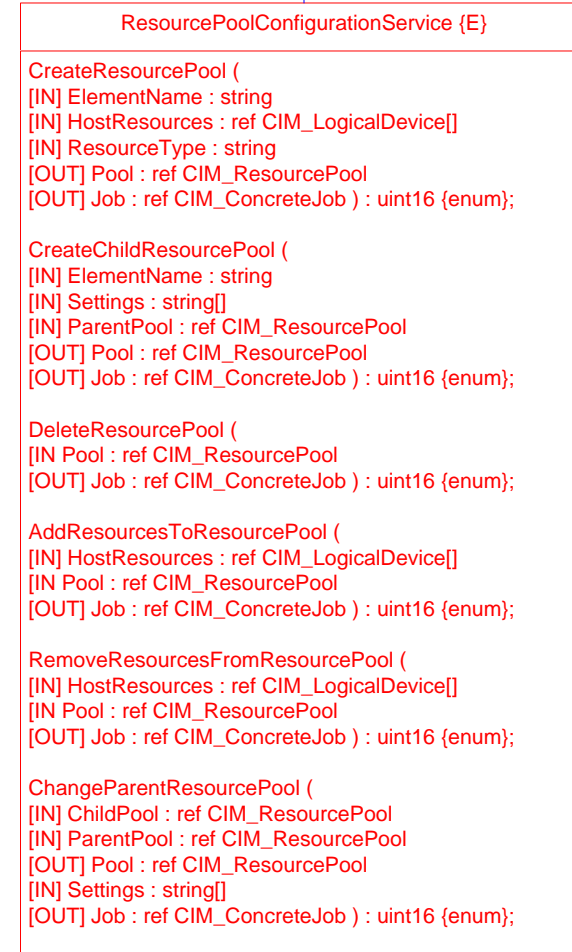 ResourcePoolConfigurationService {E}
CreateResourcePool (
[IN] ElementName : string
[IN] HostResources : ref CIM_LogicalDevice[]
[IN] ResourceType : string
[OUT] Pool : ref CIM_ResourcePool
[OUT] Job : ref CIM_ConcreteJob ) : uint16 {enum};
CreateChildResourcePool (
[IN] ElementName : string
[IN] Settings : string[]
[IN] ParentPool : ref CIM_ResourcePool
[OUT] Pool : ref CIM_ResourcePool
[OUT] Job : ref CIM_ConcreteJob ) : uint16 {enum};
DeleteResourcePool (
[IN Pool : ref CIM_ResourcePool
[OUT] Job : ref CIM_ConcreteJob ) : uint16 {enum};
AddResourcesToResourcePool (
[IN] HostResources : ref CIM_LogicalDevice[]
[IN Pool : ref CIM_ResourcePool
[OUT] Job : ref CIM_ConcreteJob ) : uint16 {enum};
RemoveResourcesFromResourcePool (
[IN] HostResources : ref CIM_LogicalDevice[]
[IN Pool : ref CIM_ResourcePool
[OUT] Job : ref CIM_ConcreteJob ) : uint16 {enum};
ChangeParentResourcePool (
[IN] ChildPool : ref CIM_ResourcePool
[IN] ParentPool : ref CIM_ResourcePool
[OUT] Pool : ref CIM_ResourcePool
[IN] Settings : string[]
[OUT] Job : ref CIM_ConcreteJob ) : uint16 {enum};